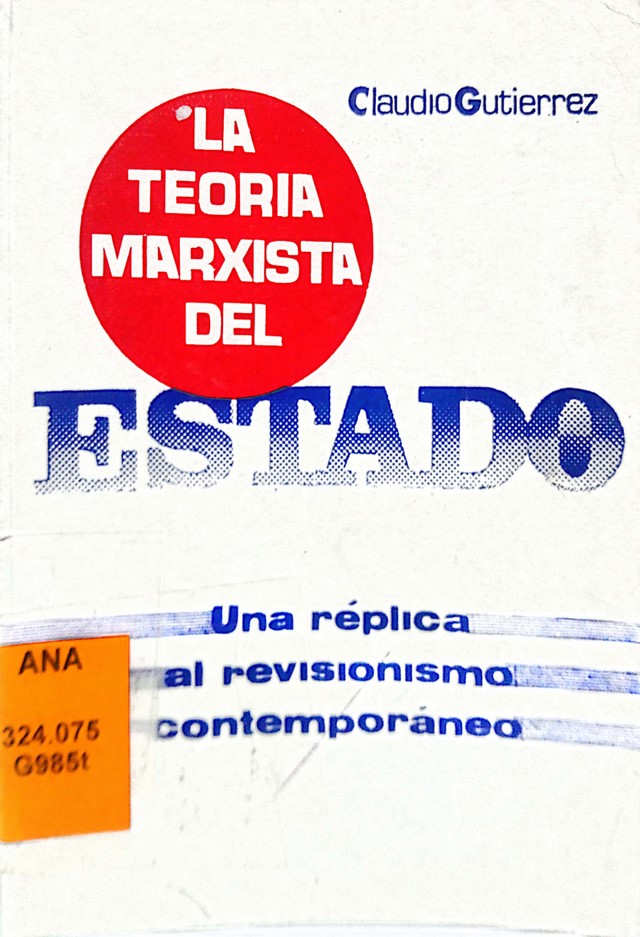 Claudio Gutierrez
LA
TEORIA
MARXISTA
DEL
ESTADO
Una réplica
al revisionismo
contemporáneo
ANA
324.075
G985t